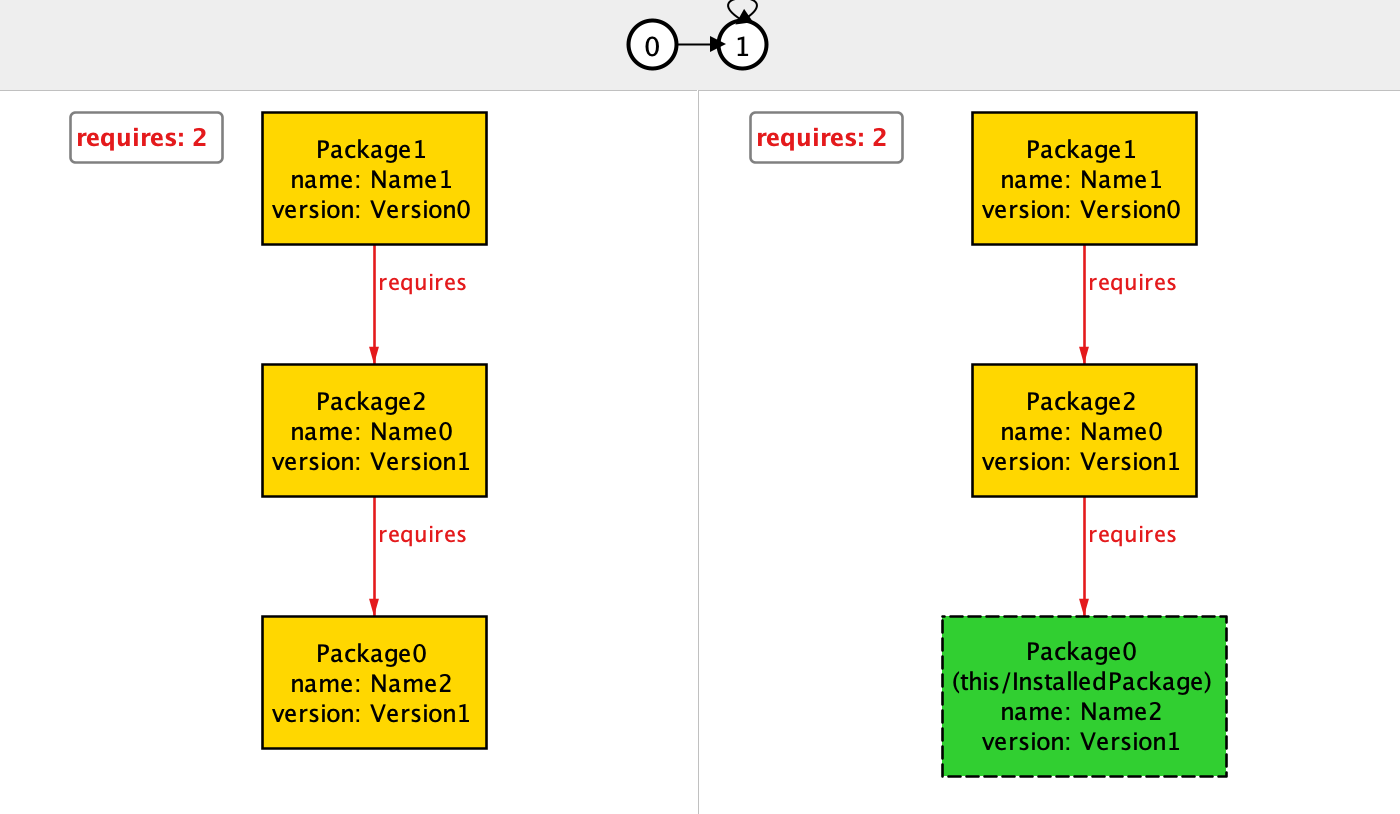 0
1
requires: 2
Package1
name: Name1
version: Version0
requires
Package2
name: Name0
version: Version1
requires
Package0
name: Name2
version: Version1
requires: 2
Package1
name: Name1
version: Version0
requires
Package2
name: Name0
version: Version1
requires
Package0
(this/InstalledPackage)
name: Name2
version: Version1